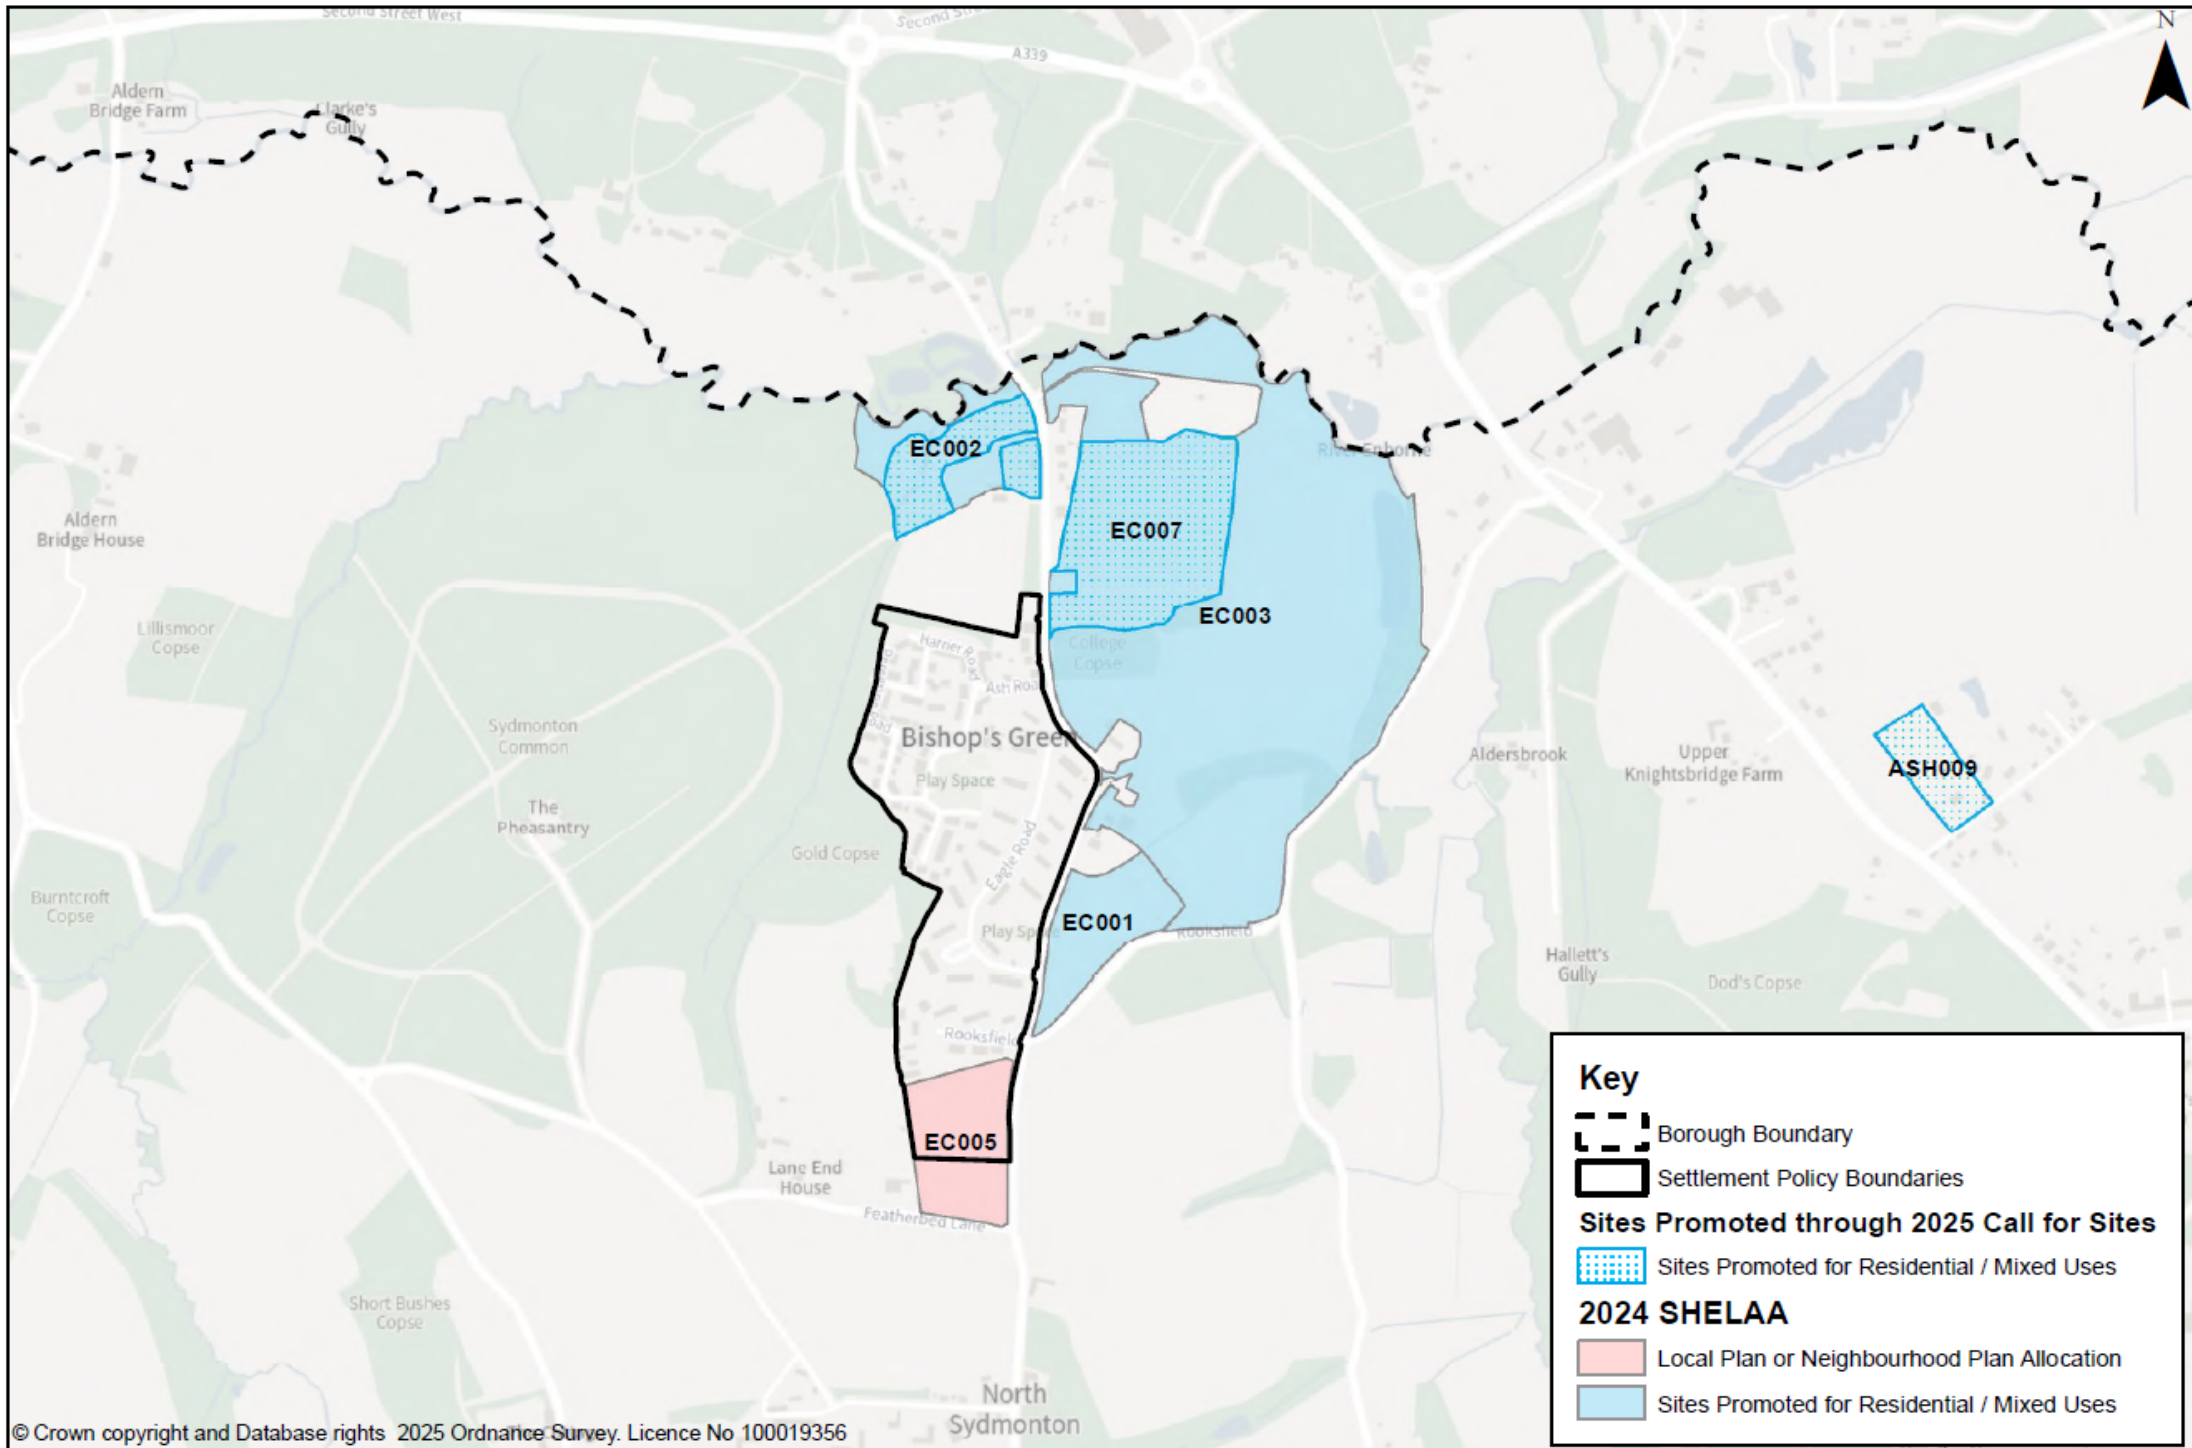 Second Street West
A339
N
Aldern
Bridge Farm
Clarke's
Gully
EC002
River Enborne
EC007
Aldern
Bridge House
EC003
Lillismoor
Copse
Harner Road
College
Copse
Ash Road
Sydmonton
Common
Bishop's Green
Play Space
Aldersbrook
Upper
Knightsbridge Farm
ASH009
The
Pheasantry
Gold Copse
Eagle Road
Burntcroft
Copse
EC001
Play Space
Rooksfield
Hallett's
Gully
Dod's Copse
Rooksfield
EC005
Lane End
House
Featherbed Lane
Short Bushes
Copse
North
Sydmonton
Key
Borough Boundary
Settlement Policy Boundaries
Sites Promoted through 2025 Call for Sites
Sites Promoted for Residential / Mixed Uses
2024 SHELAA
Local Plan or Neighbourhood Plan Allocation
Sites Promoted for Residential / Mixed Uses
© Crown copyright and Database rights 2025 Ordnance Survey. Licence No 100019356